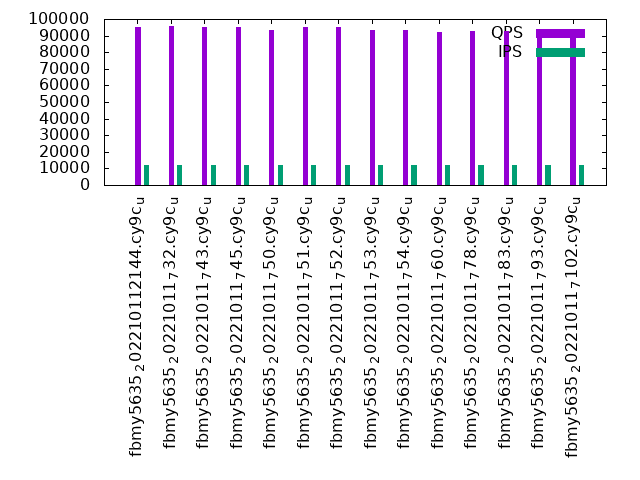 100000
90000
80000
70000
60000
50000
40000
30000
20000
10000
0
QPS
IPS
fbmy5635₂02210112144.cy9cᵤ
fbmy5635₂0221011₇32.cy9cᵤ
fbmy5635₂0221011₇43.cy9cᵤ
fbmy5635₂0221011₇45.cy9cᵤ
fbmy5635₂0221011₇50.cy9cᵤ
fbmy5635₂0221011₇51.cy9cᵤ
fbmy5635₂0221011₇52.cy9cᵤ
fbmy5635₂0221011₇53.cy9cᵤ
fbmy5635₂0221011₇54.cy9cᵤ
fbmy5635₂0221011₇60.cy9cᵤ
fbmy5635₂0221011₇78.cy9cᵤ
fbmy5635₂0221011₇83.cy9cᵤ
fbmy5635₂0221011₇93.cy9cᵤ
fbmy5635₂0221011₇102.cy9cᵤ